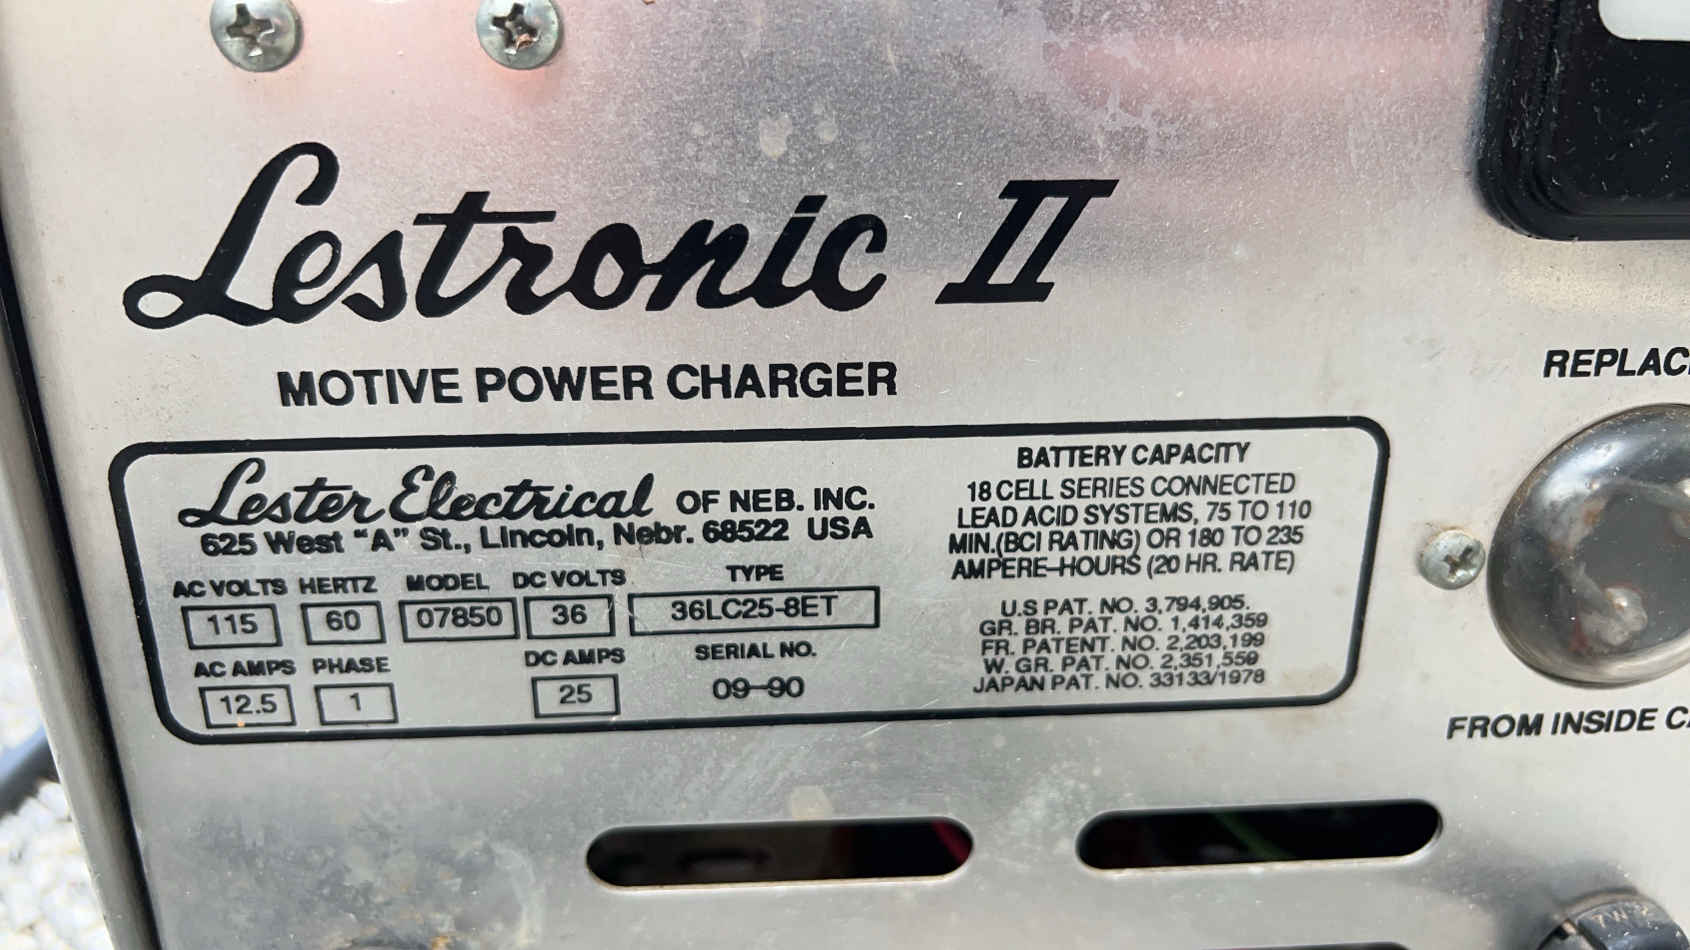 Lestronic II
MOTIVE POWER CHARGER
REPLAC
Lester Electrical OF NEB. INC.
625 West "A" St., Lincoln, Nebr. 68522 USA
AC VOLTS HERTZ MODEL DC VOLTS TYPE
115 60 07850 36 36LC25-8ET
AC AMPS PHASE DC AMPS SERIAL NO.
12.5 1 25 09-90
BATTERY CAPACITY
18 CELL SERIES CONNECTED
LEAD ACID SYSTEMS, 75 TO 110
MIN.(BCI RATING) OR 180 TO 235
AMPERE-HOURS (20 HR. RATE)
U.S PAT. NO. 3,794,905.
GR. BR. PAT. NO. 1,414,359
FR. PATENT. NO. 2,203,199
W. GR. PAT. NO. 2,351,550
JAPAN PAT. NO. 33133/1978
FROM INSIDE CA